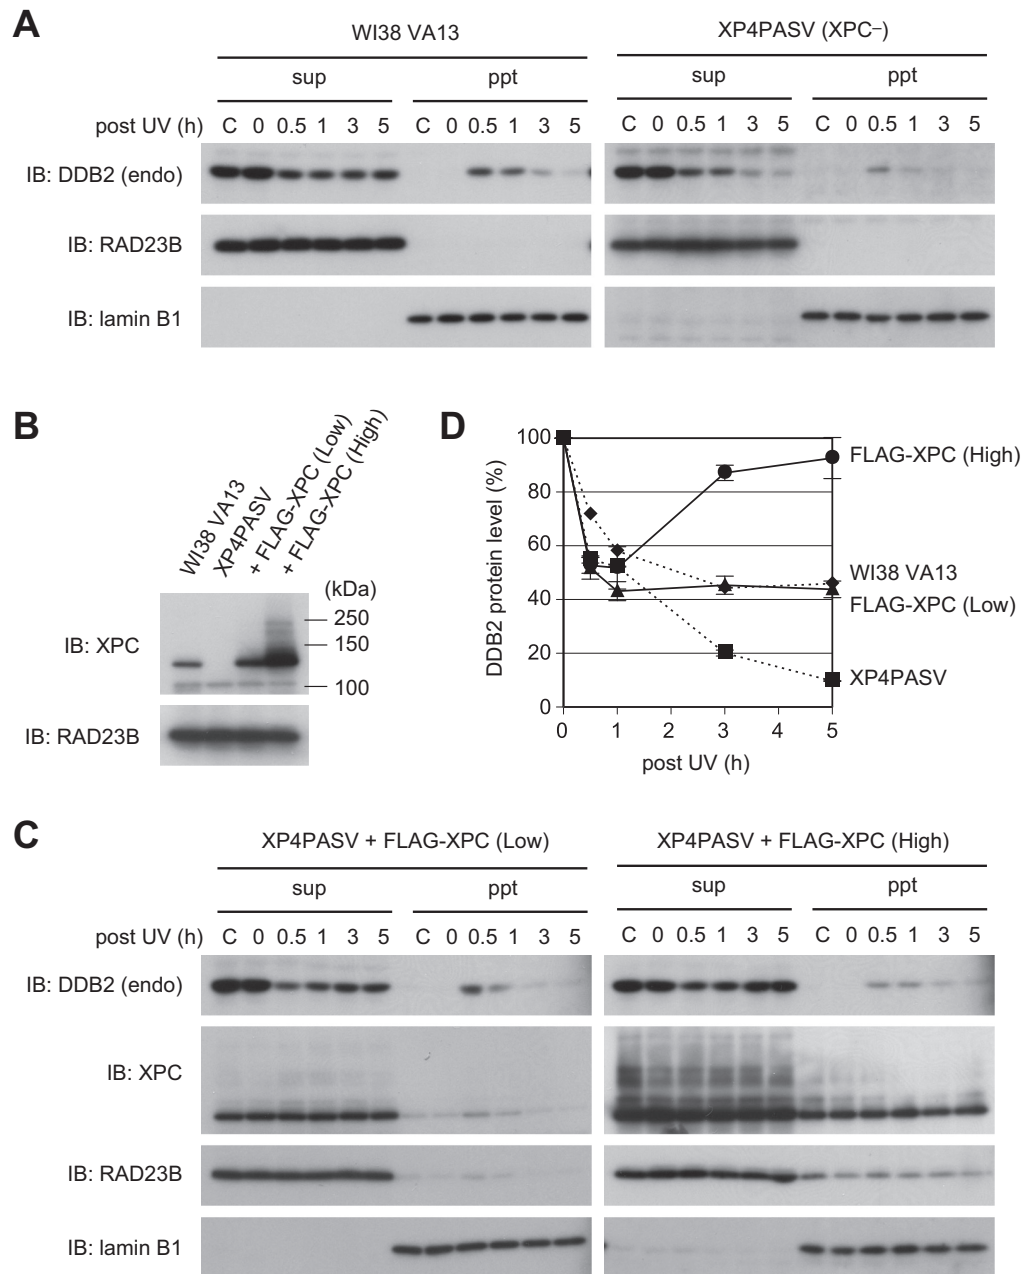 A
WI38 VA13
XP4PASV (XPC–)
sup
ppt
sup
ppt
post UV (h)
C 0 0.5 1 3 5
C 0 0.5 1 3 5
C 0 0.5 1 3 5
C 0 0.5 1 3 5
IB: DDB2 (endo)
IB: RAD23B
IB: lamin B1
B
WI38 VA13
XP4PASV
+ FLAG-XPC (Low)
+ FLAG-XPC (High)
(kDa)
250
150
100
IB: XPC
IB: RAD23B
D
DDB2 protein level (%)
100
80
60
40
20
0
0 1 2 3 4 5
post UV (h)
FLAG-XPC (High)
WI38 VA13
FLAG-XPC (Low)
XP4PASV
C
XP4PASV + FLAG-XPC (Low)
XP4PASV + FLAG-XPC (High)
sup
ppt
sup
ppt
post UV (h)
C 0 0.5 1 3 5
C 0 0.5 1 3 5
C 0 0.5 1 3 5
C 0 0.5 1 3 5
IB: DDB2 (endo)
IB: XPC
IB: RAD23B
IB: lamin B1